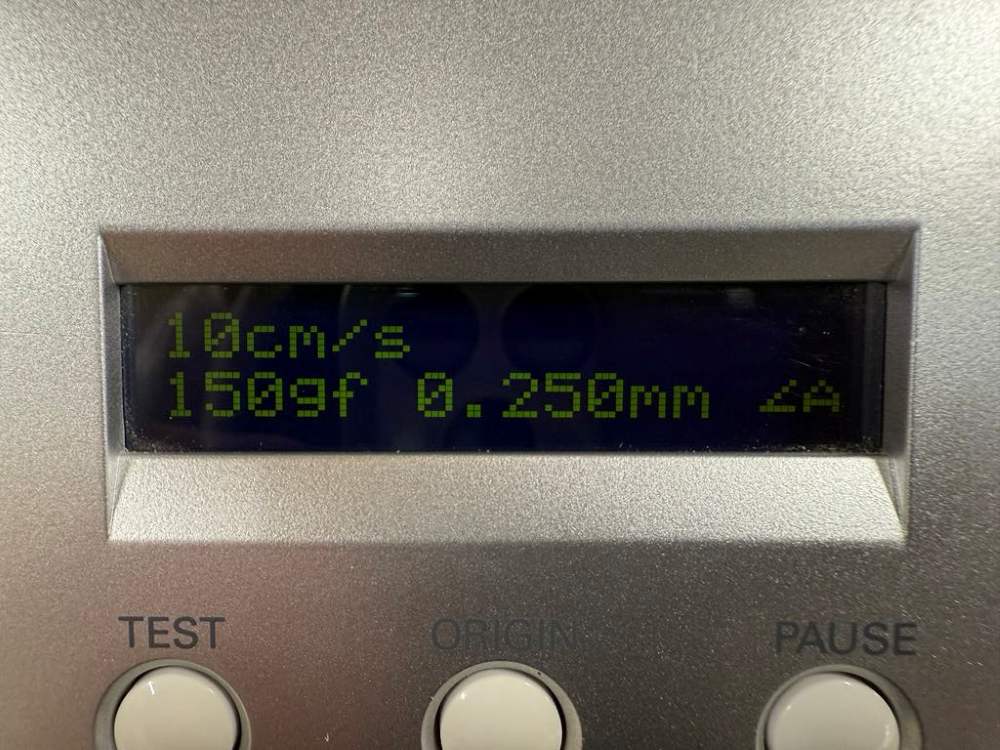 10cm/s
150gf 0.250mm ∠A
TEST ORIGIN PAUSE